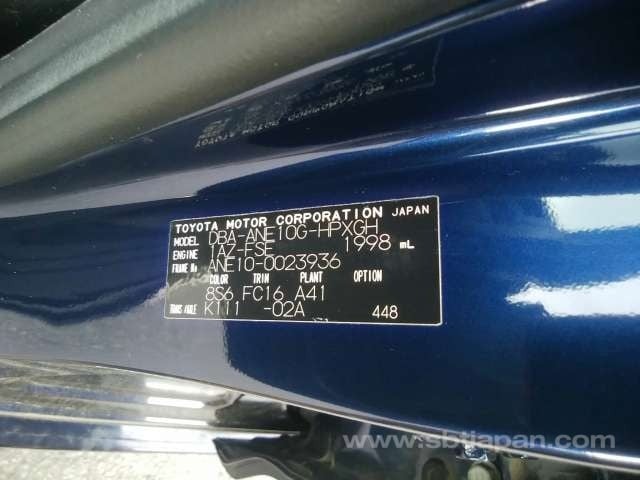 TOYOTA MOTOR CORPORATION JAPAN
MODEL DBA-ANE10G-HPXGH
ENGINE 1AZ-FSE 1998 mL
FRAME No ANE10-0023936
COLOR TRIM PLANT OPTION
8S6 FC16 A41
TRANS/AXLE K111 -02A 448
www.sbtjapan.com